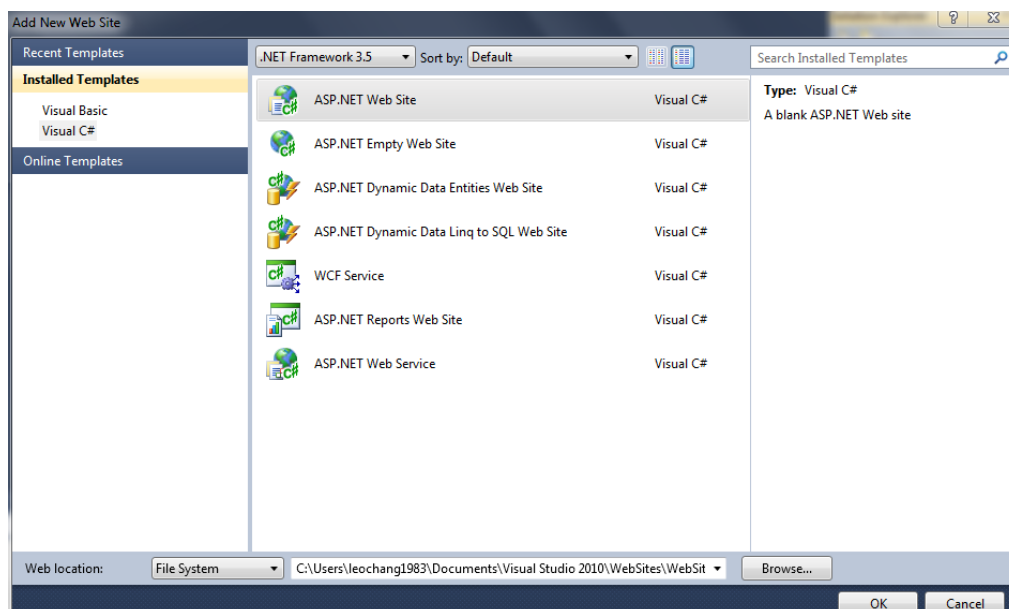 Add New Web Site
Recent Templates
Installed Templates
Visual Basic
Visual C#
Online Templates
.NET Framework 3.5 Sort by: Default
ASP.NET Web Site Visual C#
ASP.NET Empty Web Site Visual C#
ASP.NET Dynamic Data Entities Web Site Visual C#
ASP.NET Dynamic Data Linq to SQL Web Site Visual C#
WCF Service Visual C#
ASP.NET Reports Web Site Visual C#
ASP.NET Web Service Visual C#
Search Installed Templates
Type: Visual C#
A blank ASP.NET Web site
Web location: File System C:\Users\leochang1983\Documents\Visual Studio 2010\WebSites\WebSit Browse...
OK Cancel